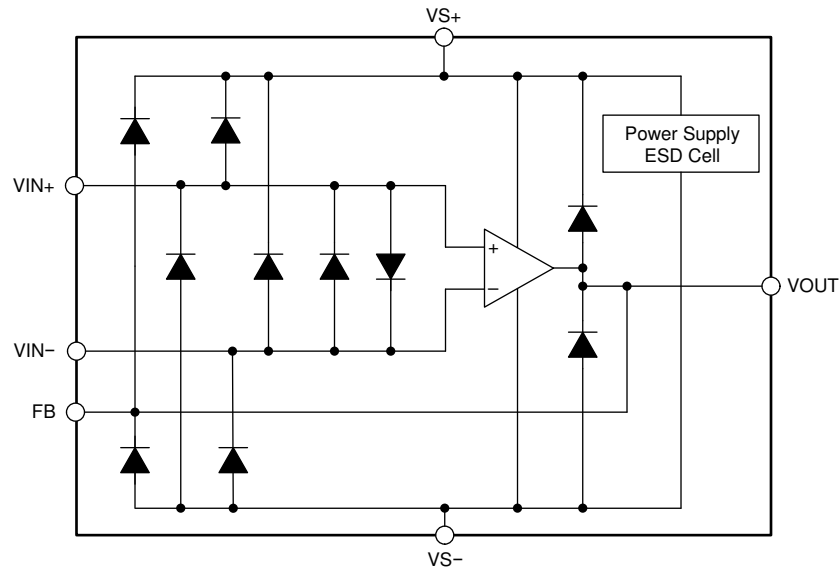 VS+
Power Supply
ESD Cell
VIN+
+
−
VOUT
VIN−
FB
VS−